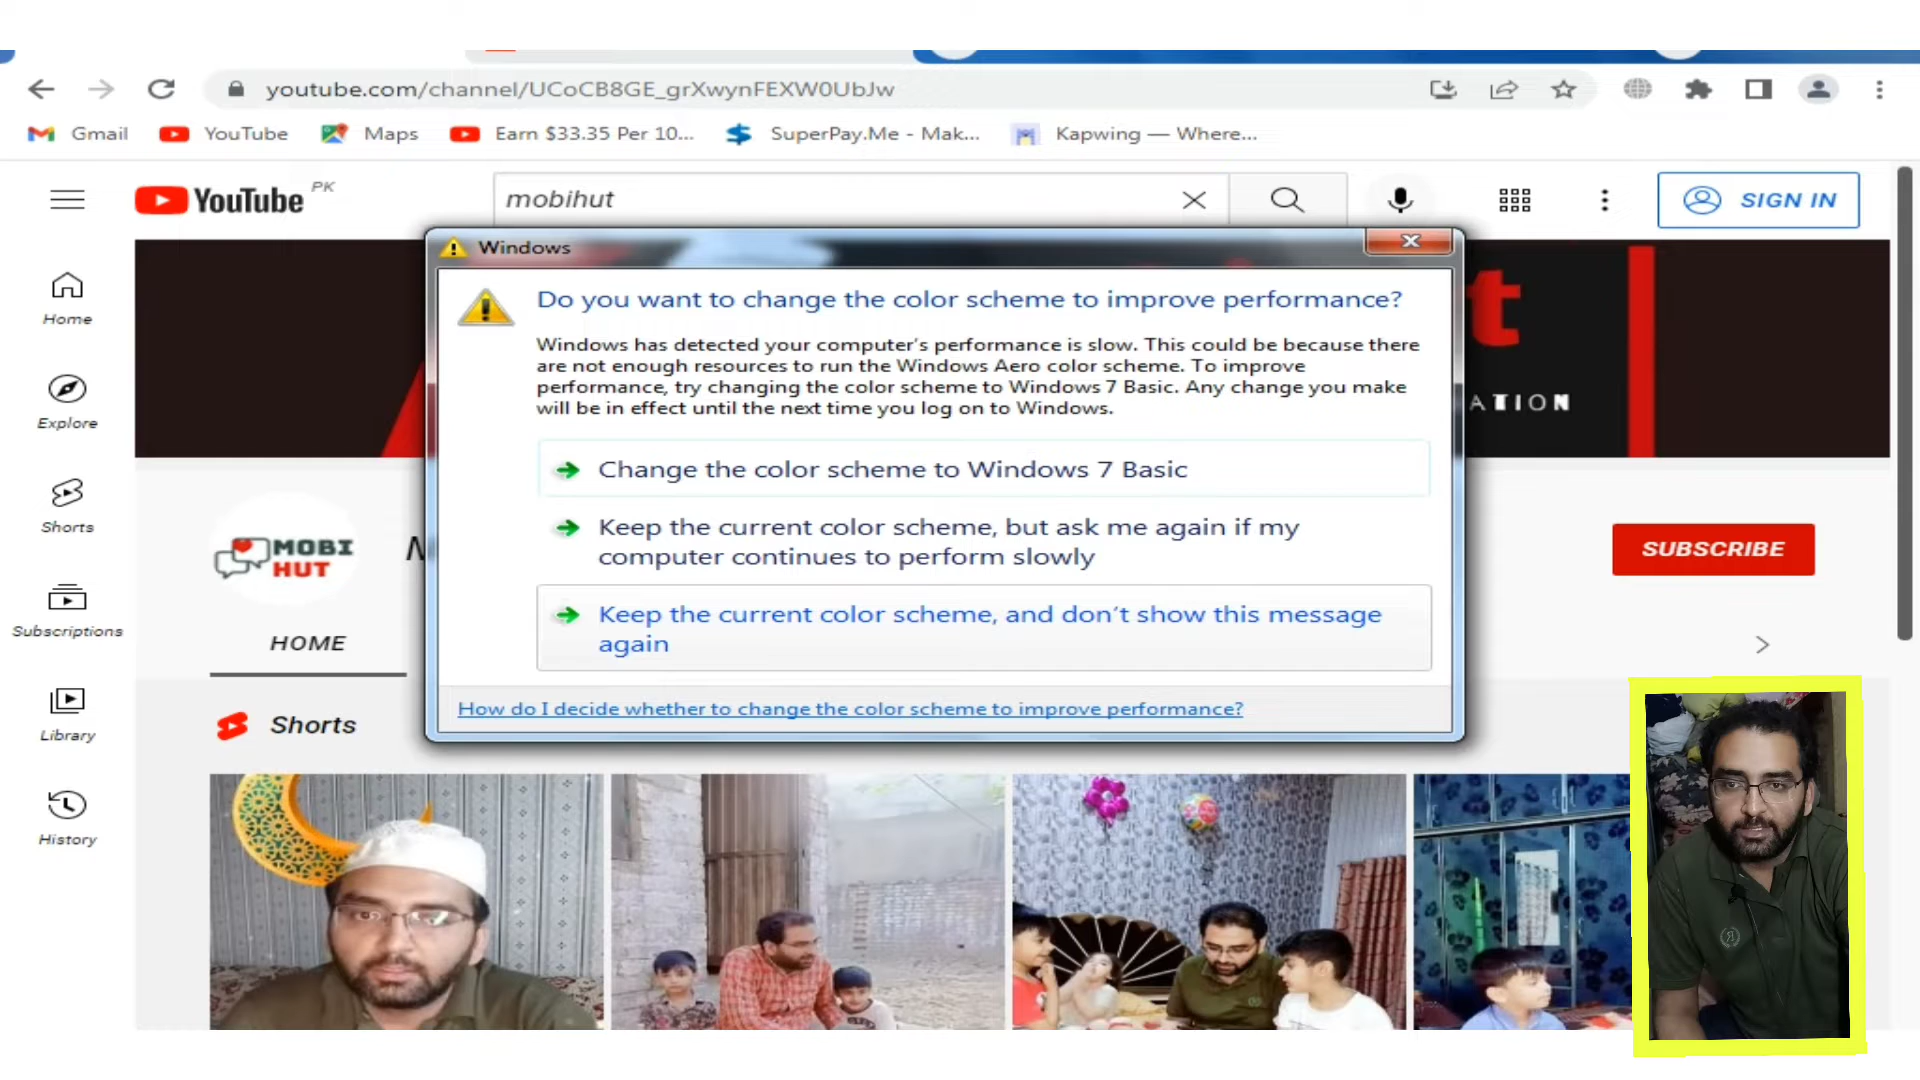 youtube.com/channel/UCoCB8GE_grXwynFEXW0UbJw
Gmail
YouTube
Maps
Earn $33.35 Per 10...
SuperPay.Me - Mak...
Kapwing — Where...
YouTube PK
mobihut
SIGN IN
Windows
Do you want to change the color scheme to improve performance?
Windows has detected your computer's performance is slow. This could be because there
are not enough resources to run the Windows Aero color scheme. To improve
performance, try changing the color scheme to Windows 7 Basic. Any change you make
will be in effect until the next time you log on to Windows.
Change the color scheme to Windows 7 Basic
Keep the current color scheme, but ask me again if my
computer continues to perform slowly
Keep the current color scheme, and don't show this message
again
How do I decide whether to change the color scheme to improve performance?
Home
Explore
Shorts
Subscriptions
Library
History
t
ATION
MOBI
HUT
SUBSCRIBE
HOME
Shorts